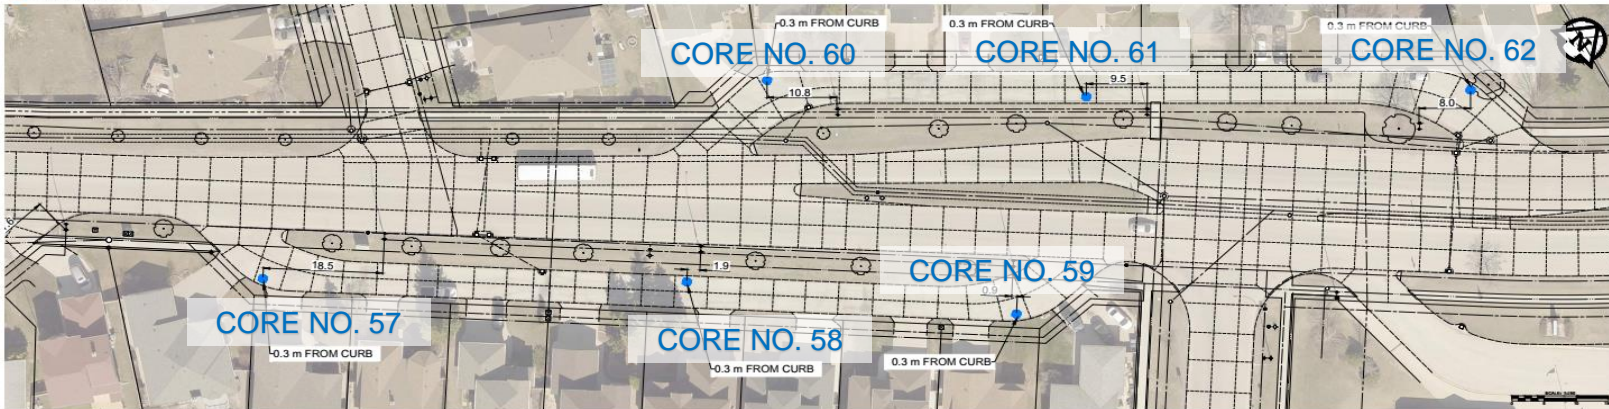 0.3 m FROM CURB
0.3 m FROM CURB
0.3 m FROM CURB
CORE NO. 60
CORE NO. 61
CORE NO. 62
10.8
9.5
8.0
18.5
1.9
CORE NO. 59
0.9
CORE NO. 57
CORE NO. 58
0.3 m FROM CURB
0.3 m FROM CURB
0.3 m FROM CURB